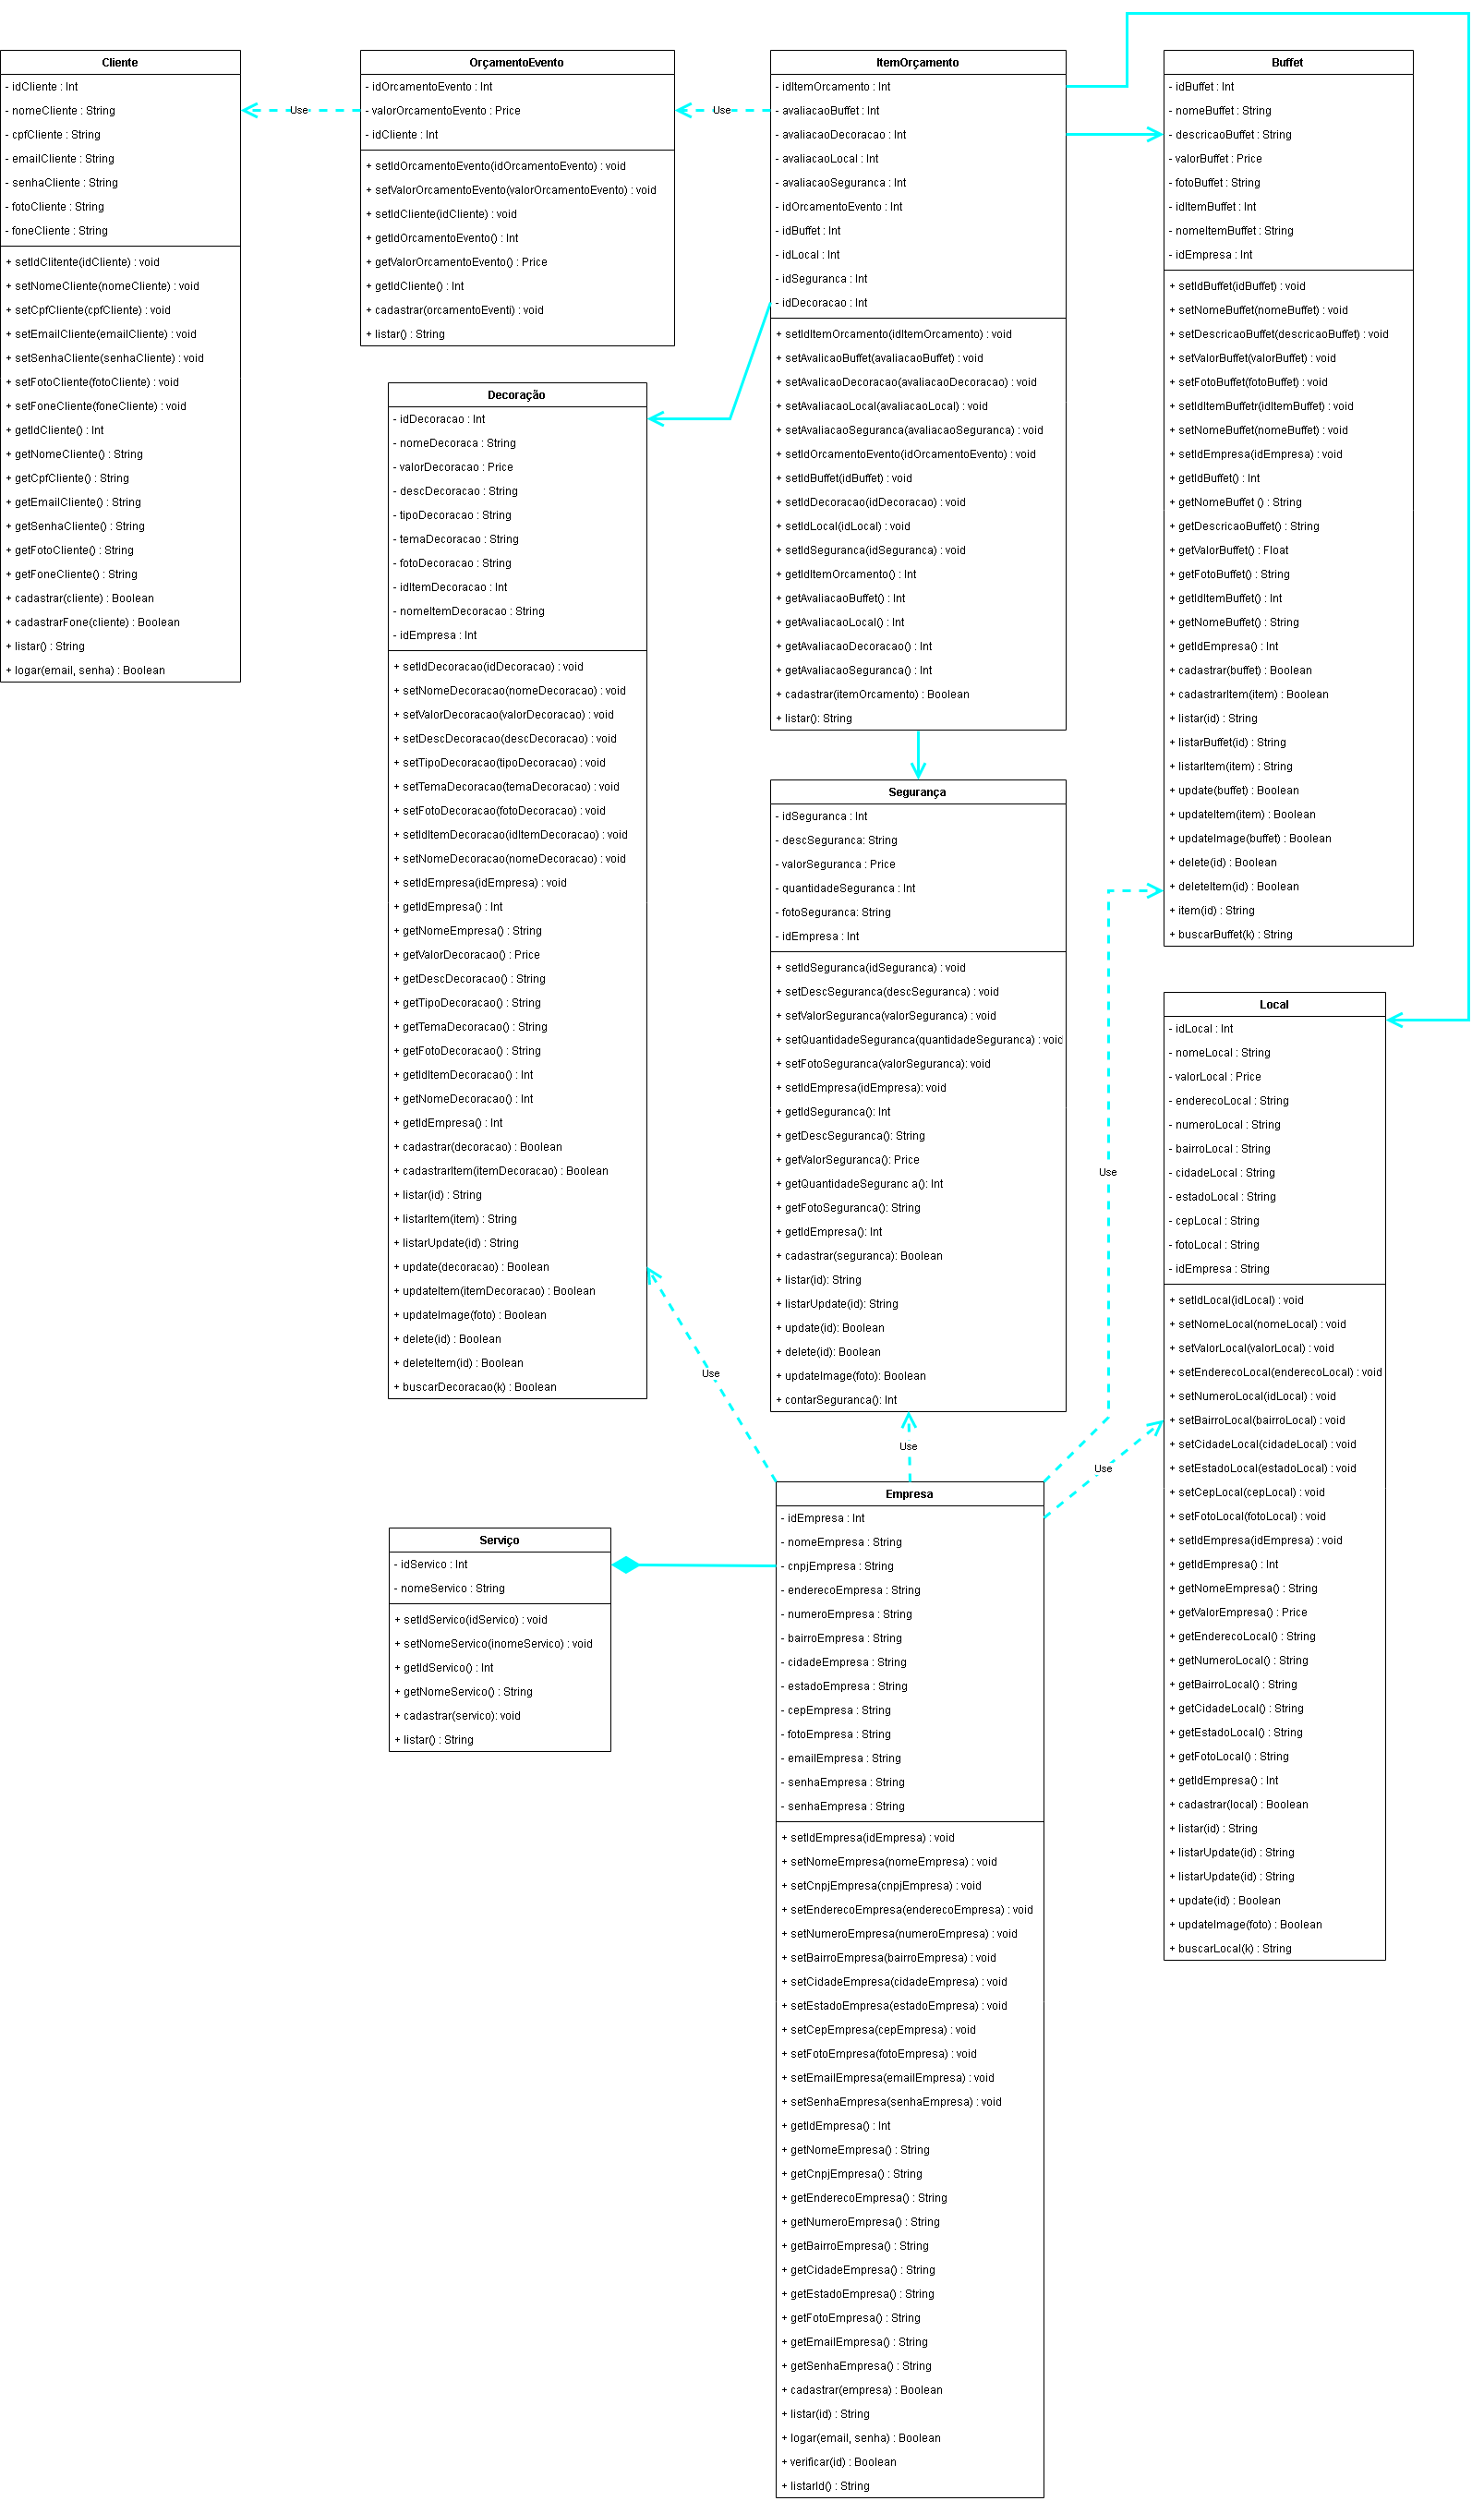 Cliente
- idCliente : Int
- nomeCliente : String
- cpfCliente : String
- emailCliente : String
- senhaCliente : String
- fotoCliente : String
- foneCliente : String
+ setIdClitente(idCliente) : void
+ setNomeCliente(nomeCliente) : void
+ setCpfCliente(cpfCliente) : void
+ setEmailCliente(emailCliente) : void
+ setSenhaCliente(senhaCliente) : void
+ setFotoCliente(fotoCliente) : void
+ setFoneCliente(foneCliente) : void
+ getIdCliente() : Int
+ getNomeCliente() : String
+ getCpfCliente() : String
+ getEmailCliente() : String
+ getSenhaCliente() : String
+ getFotoCliente() : String
+ getFoneCliente() : String
+ cadastrar(cliente) : Boolean
+ cadastrarFone(cliente) : Boolean
+ listar() : String
+ logar(email, senha) : Boolean
Use
OrçamentoEvento
- idOrcamentoEvento : Int
- valorOrcamentoEvento : Price
- idCliente : Int
+ setIdOrcamentoEvento(idOrcamentoEvento) : void
+ setValorOrcamentoEvento(valorOrcamentoEvento) : void
+ setIdCliente(idCliente) : void
+ getIdOrcamentoEvento() : Int
+ getValorOrcamentoEvento() : Price
+ getIdCliente() : Int
+ cadastrar(orcamentoEventi) : void
+ listar() : String
Use
ItemOrçamento
- idItemOrcamento : Int
- avaliacaoBuffet : Int
- avaliacaoDecoracao : Int
- avaliacaoLocal : Int
- avaliacaoSeguranca : Int
- idOrcamentoEvento : Int
- idBuffet : Int
- idLocal : Int
- idSeguranca : Int
- idDecoracao : Int
+ setIdItemOrcamento(idItemOrcamento) : void
+ setAvalicaoBuffet(avaliacaoBuffet) : void
+ setAvalicaoDecoracao(avaliacaoDecoracao) : void
+ setAvaliacaoLocal(avaliacaoLocal) : void
+ setAvaliacaoSeguranca(avaliacaoSeguranca) : void
+ setIdOrcamentoEvento(idOrcamentoEvento) : void
+ setIdBuffet(idBuffet) : void
+ setIdDecoracao(idDecoracao) : void
+ setIdLocal(idLocal) : void
+ setIdSeguranca(idSeguranca) : void
+ getIdItemOrcamento() : Int
+ getAvaliacaoBuffet() : Int
+ getAvaliacaoLocal() : Int
+ getAvaliacaoDecoracao() : Int
+ getAvaliacaoSeguranca() : Int
+ cadastrar(itemOrcamento) : Boolean
+ listar(): String
Buffet
- idBuffet : Int
- nomeBuffet : String
- descricaoBuffet : String
- valorBuffet : Price
- fotoBuffet : String
- idItemBuffet : Int
- nomeItemBuffet : String
- idEmpresa : Int
+ setIdBuffet(idBuffet) : void
+ setNomeBuffet(nomeBuffet) : void
+ setDescricaoBuffet(descricaoBuffet) : void
+ setValorBuffet(valorBuffet) : void
+ setFotoBuffet(fotoBuffet) : void
+ setIdItemBuffetr(idItemBuffet) : void
+ setNomeBuffet(nomeBuffet) : void
+ setIdEmpresa(idEmpresa) : void
+ getIdBuffet() : Int
+ getNomeBuffet () : String
+ getDescricaoBuffet() : String
+ getValorBuffet() : Float
+ getFotoBuffet() : String
+ getIdItemBuffet() : Int
+ getNomeBuffet() : String
+ getIdEmpresa() : Int
+ cadastrar(buffet) : Boolean
+ cadastrarItem(item) : Boolean
+ listar(id) : String
+ listarBuffet(id) : String
+ listarItem(item) : String
+ update(buffet) : Boolean
+ updateItem(item) : Boolean
+ updateImage(buffet) : Boolean
+ delete(id) : Boolean
+ deleteItem(id) : Boolean
+ item(id) : String
+ buscarBuffet(k) : String
Decoração
- idDecoracao : Int
- nomeDecoraca : String
- valorDecoracao : Price
- descDecoracao : String
- tipoDecoracao : String
- temaDecoracao : String
- fotoDecoracao : String
- idItemDecoracao : Int
- nomeItemDecoracao : String
- idEmpresa : Int
+ setIdDecoracao(idDecoracao) : void
+ setNomeDecoracao(nomeDecoracao) : void
+ setValorDecoracao(valorDecoracao) : void
+ setDescDecoracao(descDecoracao) : void
+ setTipoDecoracao(tipoDecoracao) : void
+ setTemaDecoracao(temaDecoracao) : void
+ setFotoDecoracao(fotoDecoracao) : void
+ setIdItemDecoracao(idItemDecoracao) : void
+ setNomeDecoracao(nomeDecoracao) : void
+ setIdEmpresa(idEmpresa) : void
+ getIdEmpresa() : Int
+ getNomeEmpresa() : String
+ getValorDecoracao() : Price
+ getDescDecoracao() : String
+ getTipoDecoracao() : String
+ getTemaDecoracao() : String
+ getFotoDecoracao() : String
+ getIdItemDecoracao() : Int
+ getNomeDecoracao() : Int
+ getIdEmpresa() : Int
+ cadastrar(decoracao) : Boolean
+ cadastrarItem(itemDecoracao) : Boolean
+ listar(id) : String
+ listarItem(item) : String
+ listarUpdate(id) : String
+ update(decoracao) : Boolean
+ updateItem(itemDecoracao) : Boolean
+ updateImage(foto) : Boolean
+ delete(id) : Boolean
+ deleteItem(id) : Boolean
+ buscarDecoracao(k) : Boolean
Segurança
- idSeguranca : Int
- descSeguranca: String
- valorSeguranca : Price
- quantidadeSeguranca : Int
- fotoSeguranca: String
- idEmpresa : Int
+ setIdSeguranca(idSeguranca) : void
+ setDescSeguranca(descSeguranca) : void
+ setValorSeguranca(valorSeguranca) : void
+ setQuantidadeSeguranca(quantidadeSeguranca) : void
+ setFotoSeguranca(valorSeguranca): void
+ setIdEmpresa(idEmpresa): void
+ getIdSeguranca(): Int
+ getDescSeguranca(): String
+ getValorSeguranca(): Price
+ getQuantidadeSeguranc a(): Int
+ getFotoSeguranca(): String
+ getIdEmpresa(): Int
+ cadastrar(seguranca): Boolean
+ listar(id): String
+ listarUpdate(id): String
+ update(id): Boolean
+ delete(id): Boolean
+ updateImage(foto): Boolean
+ contarSeguranca(): Int
Local
- idLocal : Int
- nomeLocal : String
- valorLocal : Price
- enderecoLocal : String
- numeroLocal : String
- bairroLocal : String
- cidadeLocal : String
- estadoLocal : String
- cepLocal : String
- fotoLocal : String
- idEmpresa : String
+ setIdLocal(idLocal) : void
+ setNomeLocal(nomeLocal) : void
+ setValorLocal(valorLocal) : void
+ setEnderecoLocal(enderecoLocal) : void
+ setNumeroLocal(idLocal) : void
+ setBairroLocal(bairroLocal) : void
+ setCidadeLocal(cidadeLocal) : void
+ setEstadoLocal(estadoLocal) : void
+ setCepLocal(cepLocal) : void
+ setFotoLocal(fotoLocal) : void
+ setIdEmpresa(idEmpresa) : void
+ getIdEmpresa() : Int
+ getNomeEmpresa() : String
+ getValorEmpresa() : Price
+ getEnderecoLocal() : String
+ getNumeroLocal() : String
+ getBairroLocal() : String
+ getCidadeLocal() : String
+ getEstadoLocal() : String
+ getFotoLocal() : String
+ getIdEmpresa() : Int
+ cadastrar(local) : Boolean
+ listar(id) : String
+ listarUpdate(id) : String
+ listarUpdate(id) : String
+ update(id) : Boolean
+ updateImage(foto) : Boolean
+ buscarLocal(k) : String
Use
Use
Use
Use
Serviço
- idServico : Int
- nomeServico : String
+ setIdServico(idServico) : void
+ setNomeServico(inomeServico) : void
+ getIdServico() : Int
+ getNomeServico() : String
+ cadastrar(servico): void
+ listar() : String
Empresa
- idEmpresa : Int
- nomeEmpresa : String
- cnpjEmpresa : String
- enderecoEmpresa : String
- numeroEmpresa : String
- bairroEmpresa : String
- cidadeEmpresa : String
- estadoEmpresa : String
- cepEmpresa : String
- fotoEmpresa : String
- emailEmpresa : String
- senhaEmpresa : String
- senhaEmpresa : String
+ setIdEmpresa(idEmpresa) : void
+ setNomeEmpresa(nomeEmpresa) : void
+ setCnpjEmpresa(cnpjEmpresa) : void
+ setEnderecoEmpresa(enderecoEmpresa) : void
+ setNumeroEmpresa(numeroEmpresa) : void
+ setBairroEmpresa(bairroEmpresa) : void
+ setCidadeEmpresa(cidadeEmpresa) : void
+ setEstadoEmpresa(estadoEmpresa) : void
+ setCepEmpresa(cepEmpresa) : void
+ setFotoEmpresa(fotoEmpresa) : void
+ setEmailEmpresa(emailEmpresa) : void
+ setSenhaEmpresa(senhaEmpresa) : void
+ getIdEmpresa() : Int
+ getNomeEmpresa() : String
+ getCnpjEmpresa() : String
+ getEnderecoEmpresa() : String
+ getNumeroEmpresa() : String
+ getBairroEmpresa() : String
+ getCidadeEmpresa() : String
+ getEstadoEmpresa() : String
+ getFotoEmpresa() : String
+ getEmailEmpresa() : String
+ getSenhaEmpresa() : String
+ cadastrar(empresa) : Boolean
+ listar(id) : String
+ logar(email, senha) : Boolean
+ verificar(id) : Boolean
+ listarId() : String